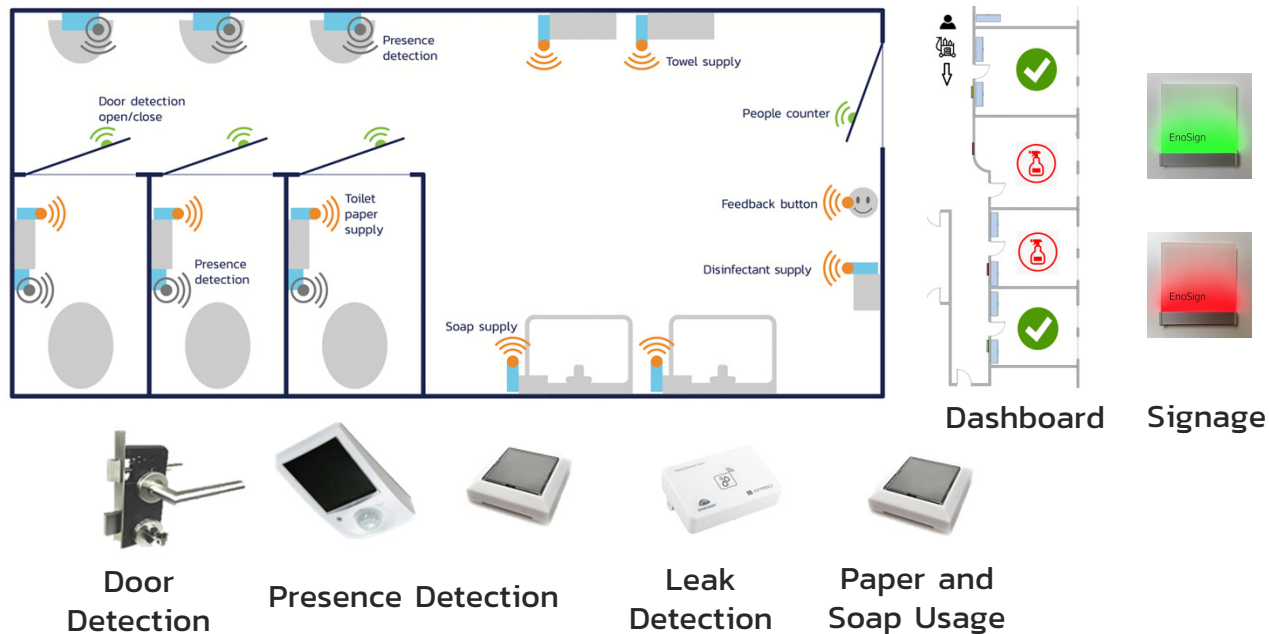 Presence
detection
Towel supply
Door detection
open/close
People counter
Toilet
paper
supply
Feedback button
Presence
detection
Disinfectant supply
Soap supply
EnoSign
EnoSign
Dashboard
Signage
Door
Detection
Presence Detection
Leak
Detection
Paper and
Soap Usage